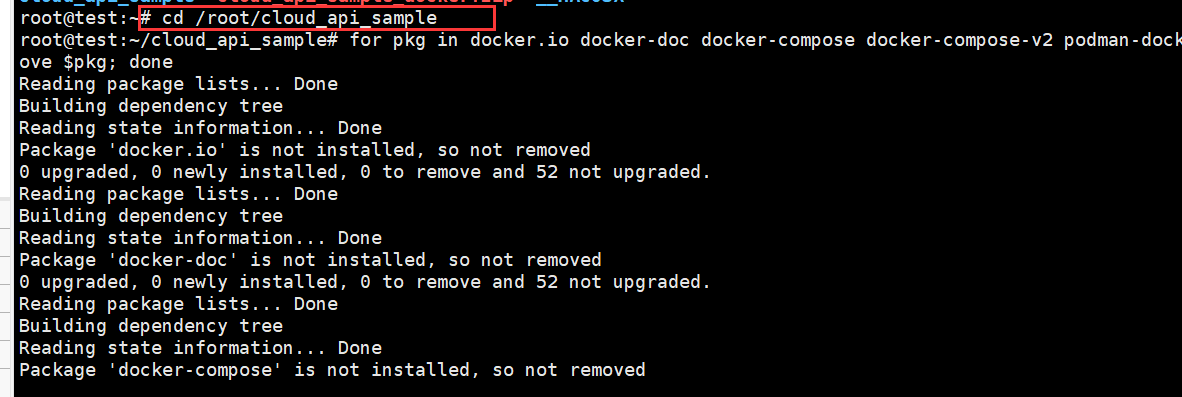 root@test:~# cd /root/cloud_api_sample
root@test:~/cloud_api_sample# for pkg in docker.io docker-doc docker-compose docker-compose-v2 podman-dock
ove $pkg; done
Reading package lists... Done
Building dependency tree
Reading state information... Done
Package 'docker.io' is not installed, so not removed
0 upgraded, 0 newly installed, 0 to remove and 52 not upgraded.
Reading package lists... Done
Building dependency tree
Reading state information... Done
Package 'docker-doc' is not installed, so not removed
0 upgraded, 0 newly installed, 0 to remove and 52 not upgraded.
Reading package lists... Done
Building dependency tree
Reading state information... Done
Package 'docker-compose' is not installed, so not removed